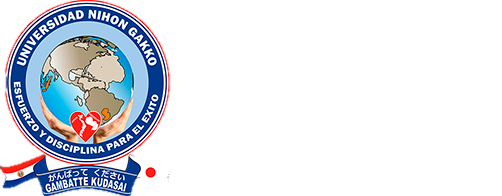 UNIVERSIDAD NIHON GAKKO
ESFUERZO Y DISCIPLINA PARA EL EXITO
がんばって ください
GAMBATTE KUDASAI